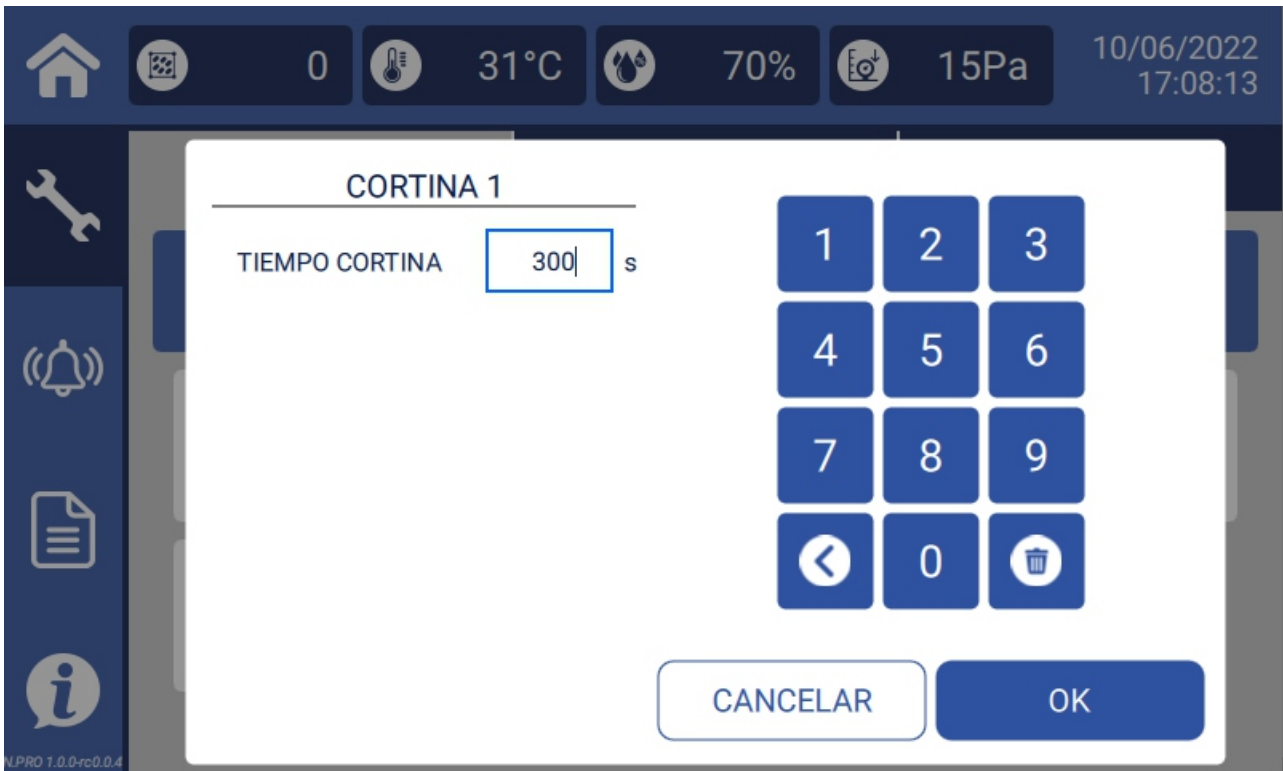 0 31°C 70% 15Pa 10/06/2022
17:08:13
CORTINA 1
TIEMPO CORTINA 300 s
1 2 3
4 5 6
7 8 9
0
CANCELAR OK
N.PRO 1.0.0-rc0.0.4